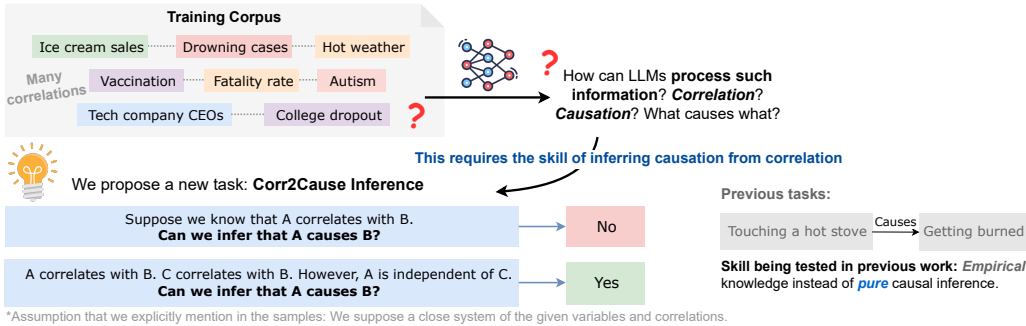 Training Corpus
Ice cream sales
Drowning cases
Hot weather
Many correlations
Vaccination
Fatality rate
Autism
Tech company CEOs
College dropout
?
?
How can LLMs process such
information? Correlation?
Causation? What causes what?
This requires the skill of inferring causation from correlation
We propose a new task: Corr2Cause Inference
Suppose we know that A correlates with B.
Can we infer that A causes B?
No
A correlates with B. C correlates with B. However, A is independent of C.
Can we infer that A causes B?
Yes
Previous tasks:
Touching a hot stove
Causes
Getting burned
Skill being tested in previous work: Empirical
knowledge instead of pure causal inference.
*Assumption that we explicitly mention in the samples: We suppose a close system of the given variables and correlations.